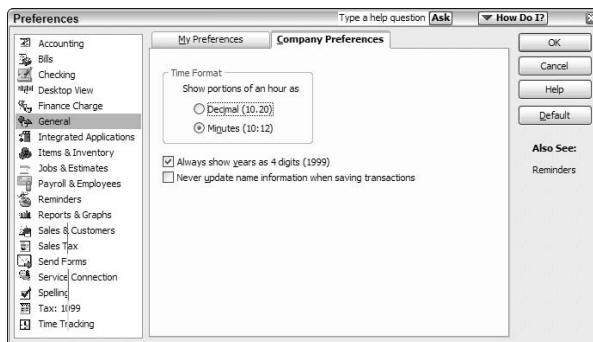 Preferences
Type a help question Ask
How Do I?
Accounting
Bills
Checking
Desktop View
Finance Charge
General
Integrated Applications
Items & Inventory
Jobs & Estimates
Payroll & Employees
Reminders
Reports & Graphs
Sales & Customers
Sales Tax
Send Forms
Service Connection
Spelling
Tax: 1099
Time Tracking
My Preferences
Company Preferences
Time Format
Show portions of an hour as
Decimal (10.20)
Minutes (10:12)
Always show years as 4 digits (1999)
Never update name information when saving transactions
OK
Cancel
Help
Default
Also See:
Reminders